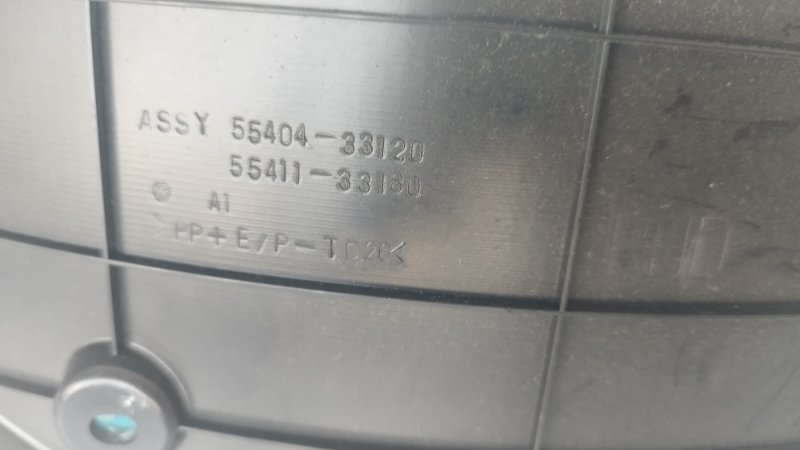 ASSY 55404-33120
55411-33180
A1
>PP+E/P-TD20<